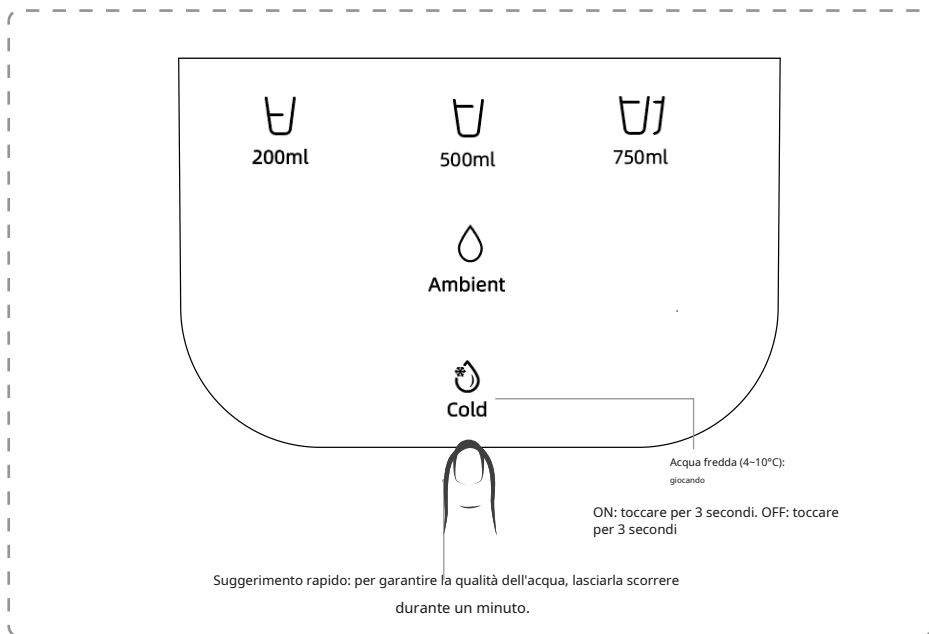 200ml
500ml
750ml
Ambient
Cold
Acqua fredda (4~10°C):
giocando
ON: toccare per 3 secondi. OFF: toccare
per 3 secondi
Suggerimento rapido: per garantire la qualità dell'acqua, lasciarla scorrere
durante un minuto.